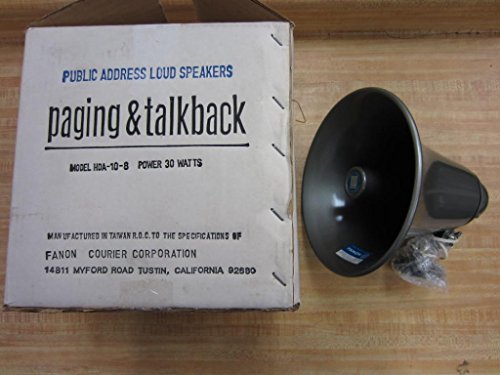 PUBLIC ADDRESS LOUD SPEAKERS
paging & talkback
MODEL HDA-10-8 POWER 30 WATTS
MANUFACTURED IN TAIWAN R.O.C. TO THE SPECIFICATIONS OF
FANON COURIER CORPORATION
14811 MYFORD ROAD TUSTIN, CALIFORNIA 92680